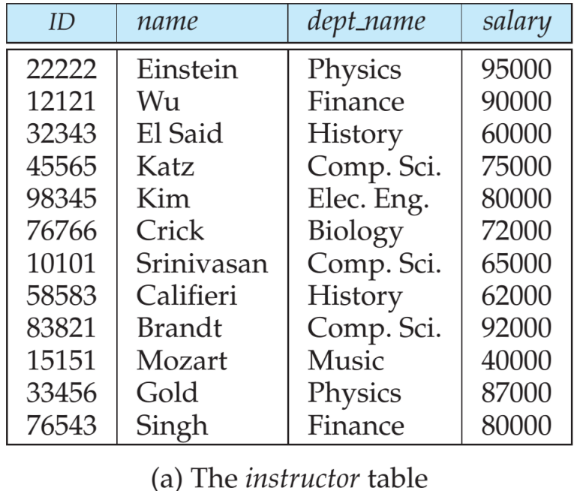 ID name dept_name salary
22222 Einstein Physics 95000
12121 Wu Finance 90000
32343 El Said History 60000
45565 Katz Comp. Sci. 75000
98345 Kim Elec. Eng. 80000
76766 Crick Biology 72000
10101 Srinivasan Comp. Sci. 65000
58583 Califieri History 62000
83821 Brandt Comp. Sci. 92000
15151 Mozart Music 40000
33456 Gold Physics 87000
76543 Singh Finance 80000
(a) The instructor table